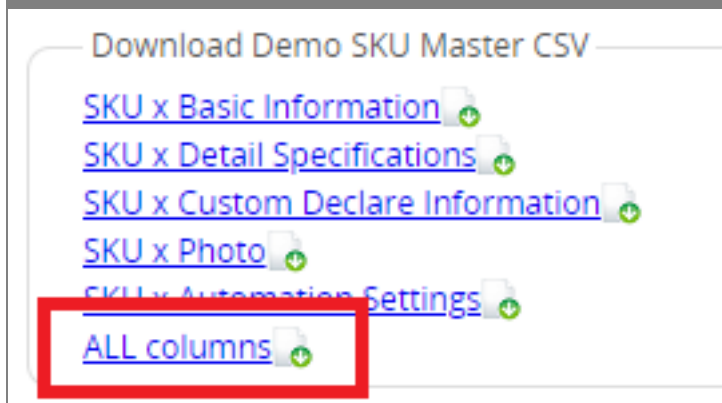 Download Demo SKU Master CSV
SKU x Basic Information
SKU x Detail Specifications
SKU x Custom Declare Information
SKU x Photo
SKU x Automation Settings
ALL columns